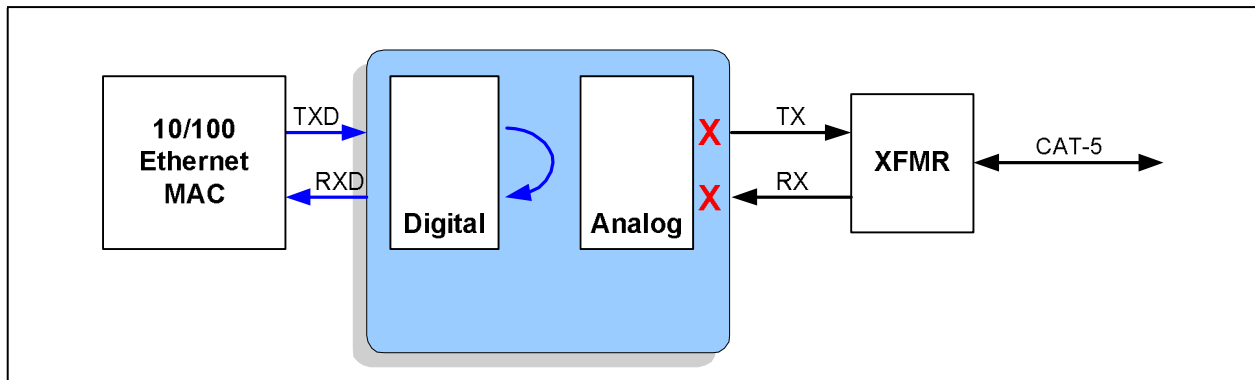 10/100
Ethernet
MAC
TXD
RXD
Digital
Analog
X
X
TX
RX
XFMR
CAT-5